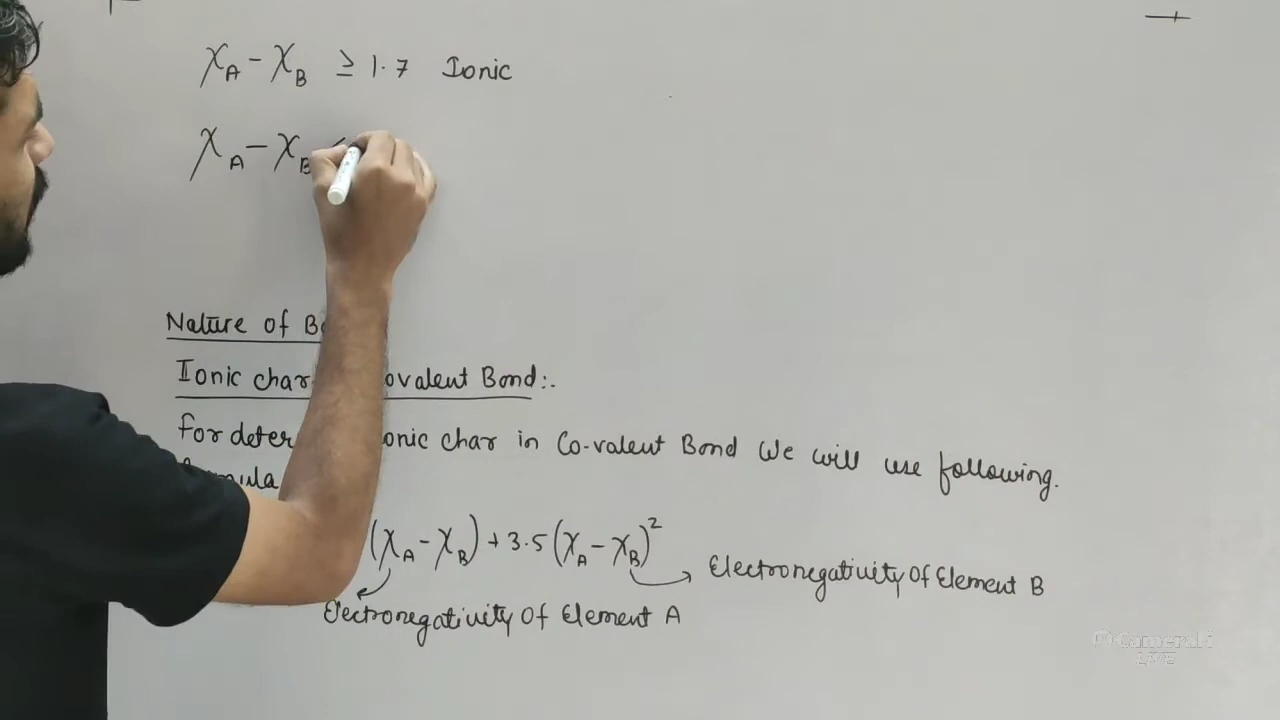 χA - χB ≥ 1.7 Ionic
χA - χB <
Nature of
Ionic char ovalent Bond:.
for deter onic char in Co-valent Bond We will use following.
(χA - χB) + 3.5 (χA - χB)²
Electronegativity Of Element B
Electronegativity Of Element A
Camerafi
LIVE